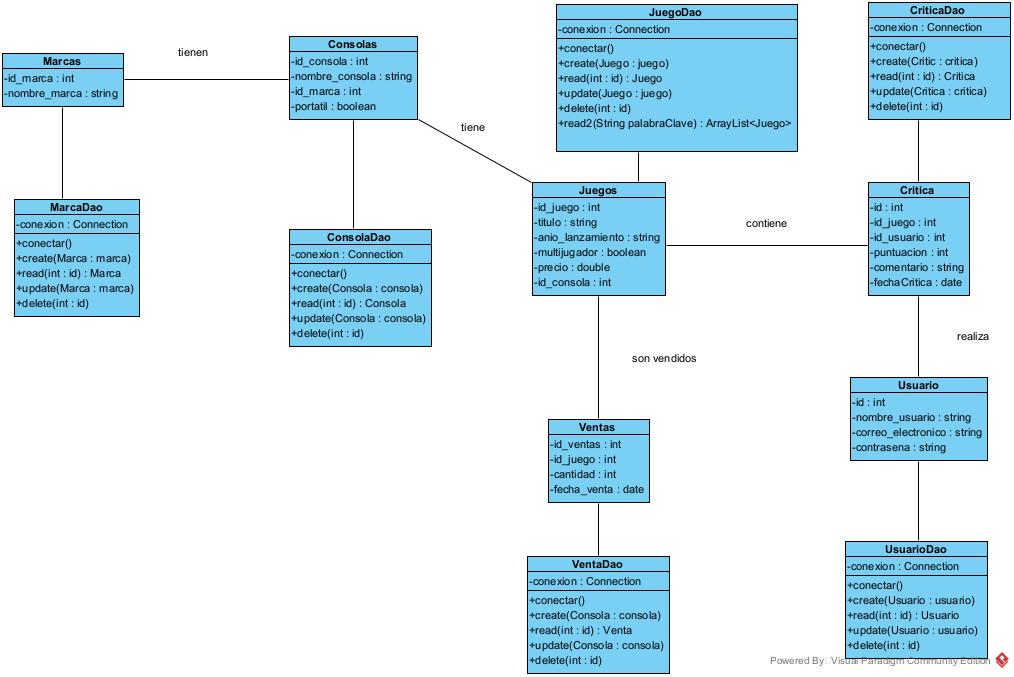 Marcas
-id_marca : int
-nombre_marca : string
tienen
Consolas
-id_consola : int
-nombre_consola : string
-id_marca : int
-portatil : boolean
JuegoDao
-conexion : Connection
+conectar()
+create(Juego : juego)
+read(int : id) : Juego
+update(Juego : juego)
+delete(int : id)
+read2(String palabraClave) : ArrayList<Juego>
CriticaDao
-conexion : Connection
+conectar()
+create(Critic : critica)
+read(int : id) : Critica
+update(Critica : critica)
+delete(int : id)
tiene
MarcaDao
-conexion : Connection
+conectar()
+create(Marca : marca)
+read(int : id) : Marca
+update(Marca : marca)
+delete(int : id)
ConsolaDao
-conexion : Connection
+conectar()
+create(Consola : consola)
+read(int : id) : Consola
+update(Consola : consola)
+delete(int : id)
Juegos
-id_juego : int
-titulo : string
-anio_lanzamiento : string
-multijugador : boolean
-precio : double
-id_consola : int
contiene
Critica
-id : int
-id_juego : int
-id_usuario : int
-puntuacion : int
-comentario : string
-fechaCritica : date
son vendidos
realiza
Ventas
-id_ventas : int
-id_juego : int
-cantidad : int
-fecha_venta : date
Usuario
-id : int
-nombre_usuario : string
-correo_electronico : string
-contrasena : string
VentaDao
-conexion : Connection
+conectar()
+create(Consola : consola)
+read(int : id) : Venta
+update(Consola : consola)
+delete(int : id)
UsuarioDao
-conexion : Connection
+conectar()
+create(Usuario : usuario)
+read(int : id) : Usuario
+update(Usuario : usuario)
+delete(int : id)
Powered By Visual Paradigm Community Edition